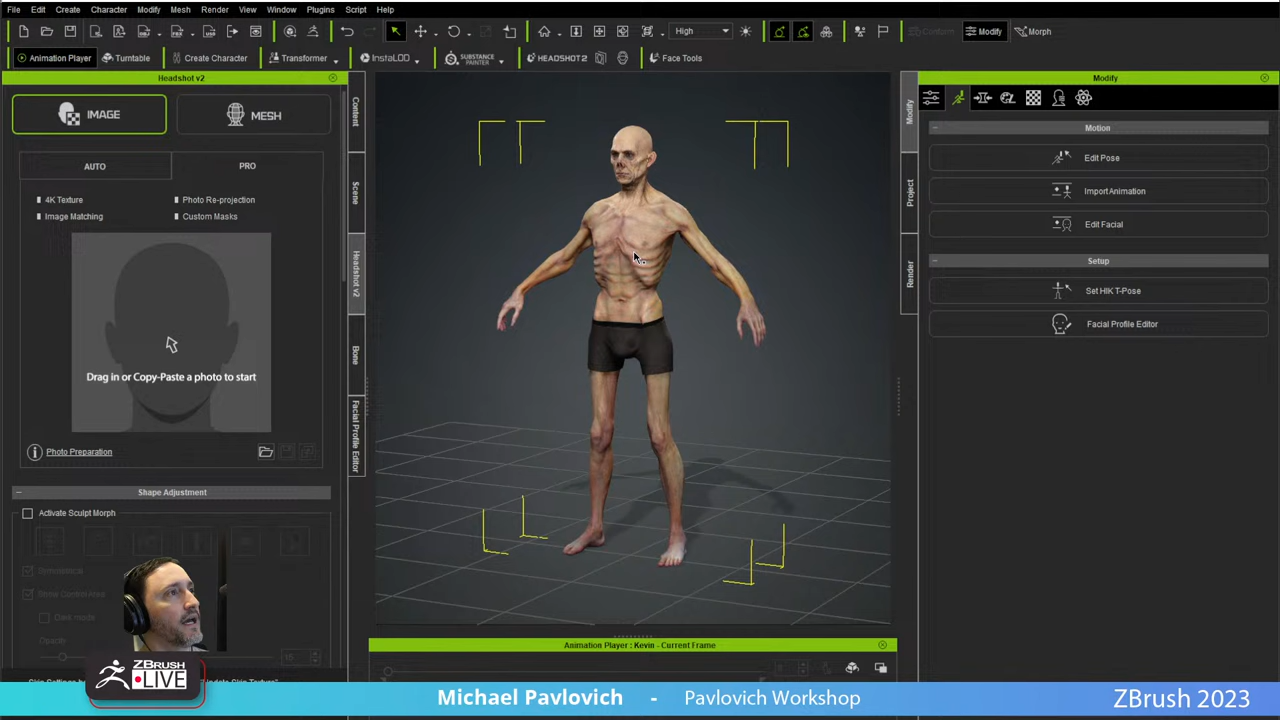 File Edit Create Character Modify Mesh Render View Window Plugins Script Help
High Modify Morph
Animation Player Turntable Create Character Transformer InstaLOD SUBSTANCE PAINTER HEADSHOT2 Face Tools
Headshot v2
IMAGE MESH
AUTO PRO
4K Texture Photo Re-projection
Image Matching Custom Masks
Drag in or Copy-Paste a photo to start
Photo Preparation
Shape Adjustment
Activate Sculpt Morph
Symmetrical
Opacity
Content
Scene
Headshot v2
Bone
Facial Profile Editor
Animation Player : Kevin - Current Frame
Modify
Project
Render
Modify
Motion
Edit Pose
Import Animation
Edit Facial
Setup
Set HIK T-Pose
Facial Profile Editor
ZBRUSH
LIVE
Michael Pavlovich - Pavlovich Workshop ZBrush 2023